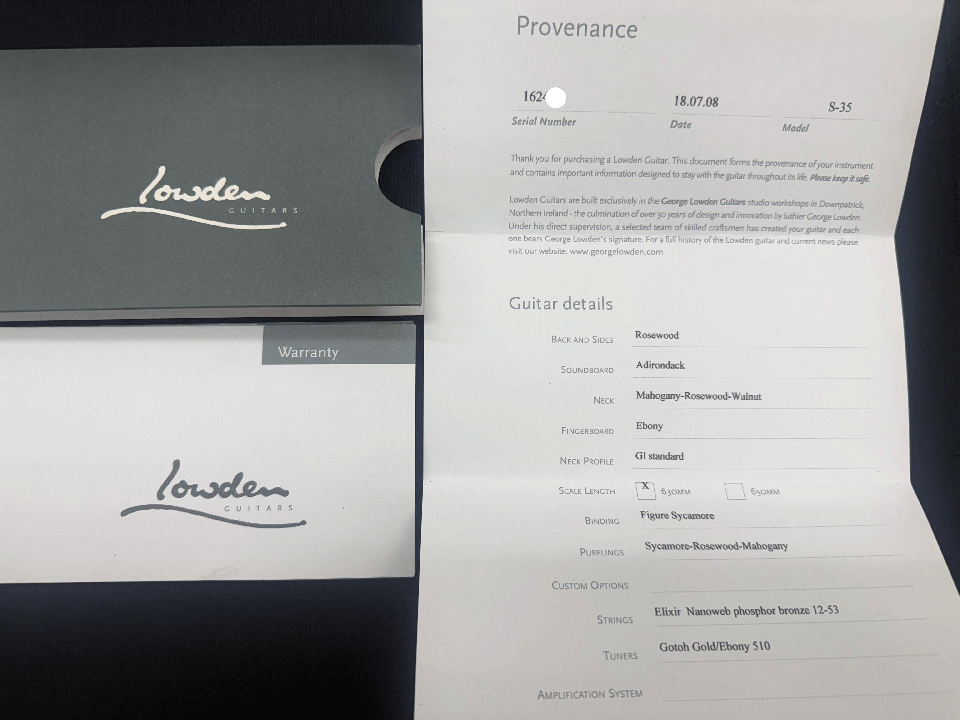 lowden
GUITARS
Warranty
lowden
GUITARS
Provenance
162
18.07.08
S-35
Serial Number
Date
Model
Thank you for purchasing a Lowden Guitar. This document forms the provenance of your instrument
and contains important information designed to stay with the guitar throughout its life. Please keep it safe.
Lowden Guitars are built exclusively in the George Lowden Guitars studio workshops in Downpatrick,
Northern Ireland - the culmination of over 30 years of design and innovation by luthier George Lowden.
Under his direct supervision, a selected team of skilled craftsmen has created your guitar and each
one bears George Lowden's signature. For a full history of the Lowden guitar and current news please
visit our website. www.georgelowden.com
Guitar details
BACK AND SIDES Rosewood
SOUNDBOARD Adirondack
NECK Mahogany-Rosewood-Walnut
FINGERBOARD Ebony
NECK PROFILE Gl standard
SCALE LENGTH X 630MM 650MM
BINDING Figure Sycamore
PURFLINGS Sycamore-Rosewood-Mahogany
CUSTOM OPTIONS
STRINGS Elixir Nanoweb phosphor bronze 12-53
TUNERS Gotoh Gold/Ebony 510
AMPLIFICATION SYSTEM